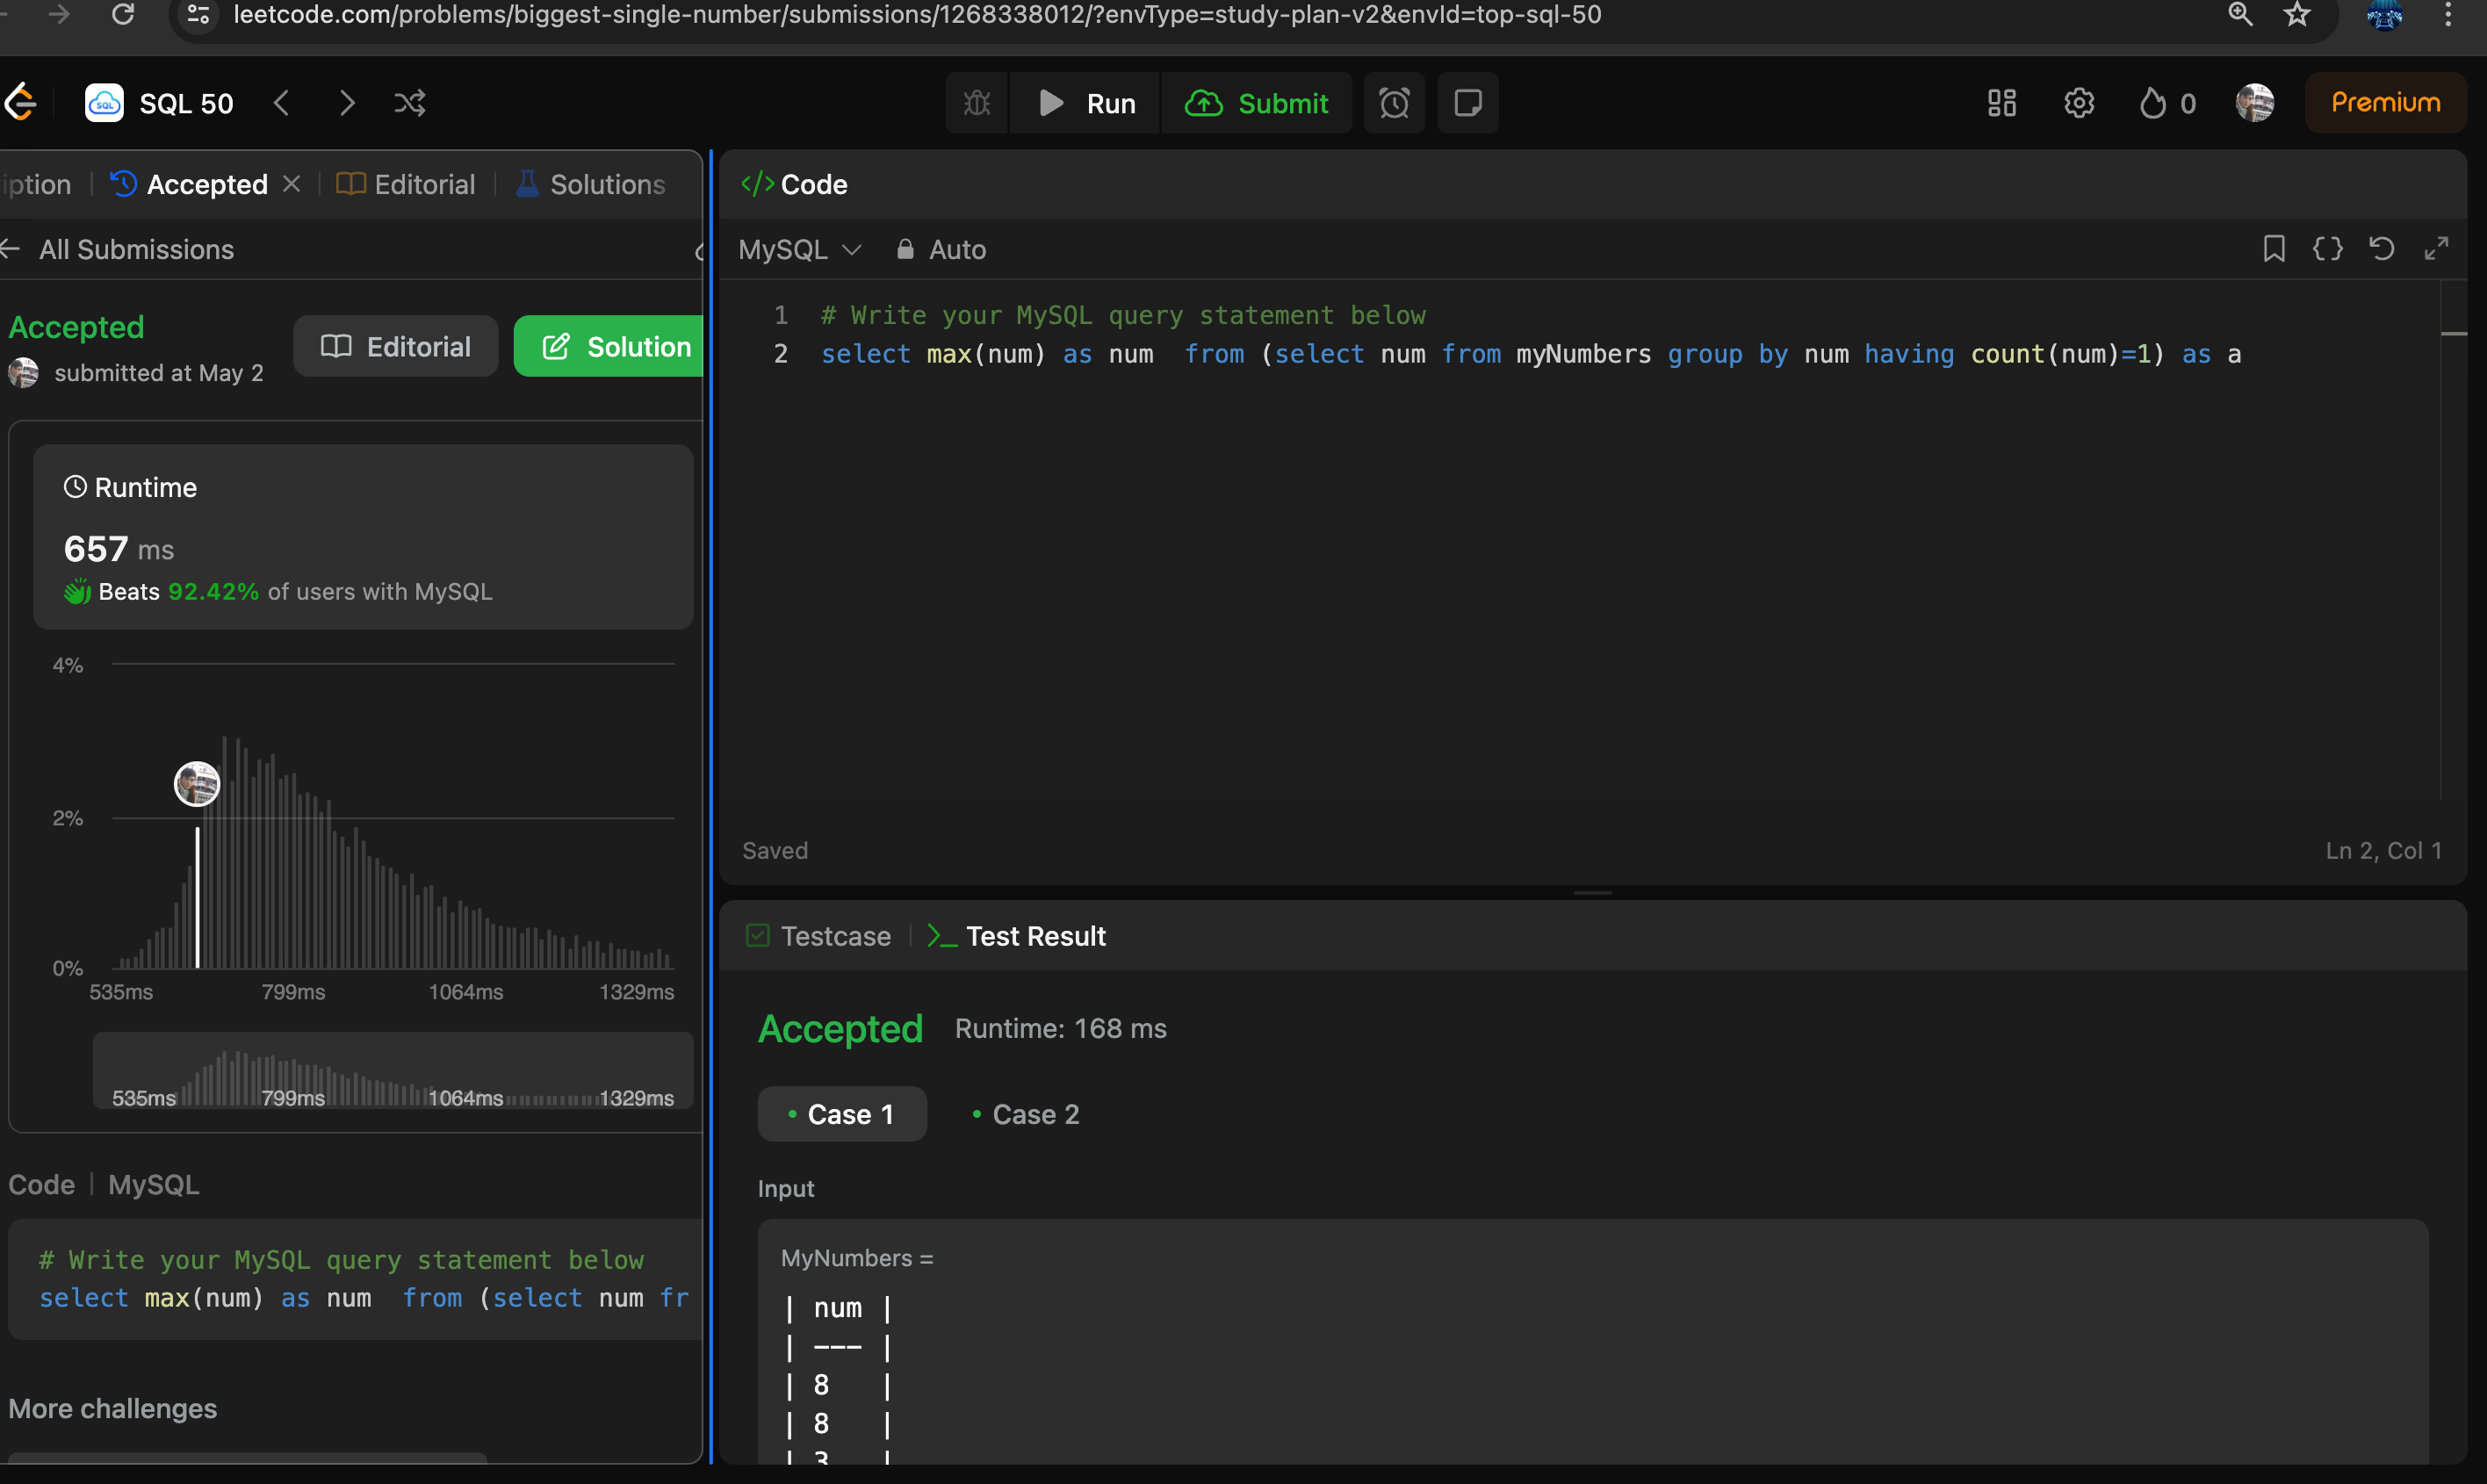 leetcode.com/problems/biggest-single-number/submissions/1268338012/?envType=study-plan-v2&envId=top-sql-50
SQL 50
Run
Submit
0
Premium
iption
Accepted
Editorial
Solutions
All Submissions
Accepted
submitted at May 2
Editorial
Solution
Runtime
657 ms
Beats 92.42% of users with MySQL
4%
2%
0%
535ms 799ms 1064ms 1329ms
535ms 799ms 1064ms 1329ms
Code | MySQL
# Write your MySQL query statement below
select max(num) as num  from (select num fr
More challenges
</> Code
MySQL
Auto
1 # Write your MySQL query statement below
2 select max(num) as num  from (select num from myNumbers group by num having count(num)=1) as a
Saved
Ln 2, Col 1
Testcase
>_ Test Result
Accepted Runtime: 168 ms
• Case 1 • Case 2
Input
MyNumbers =
| num |
| --- |
| 8   |
| 8   |
| 3   |